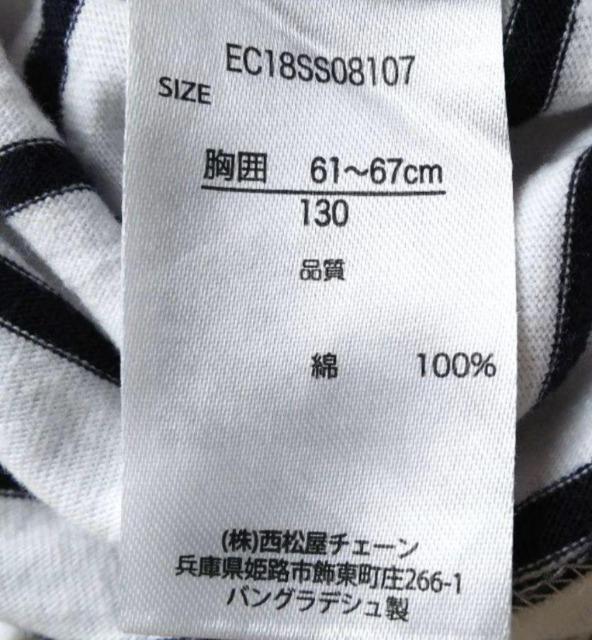 EC18SS08107
SIZE
胸囲 61～67cm
130
品質
綿 100%
(株)西松屋チェーン
兵庫県姫路市飾東町庄266-1
バングラデシュ製